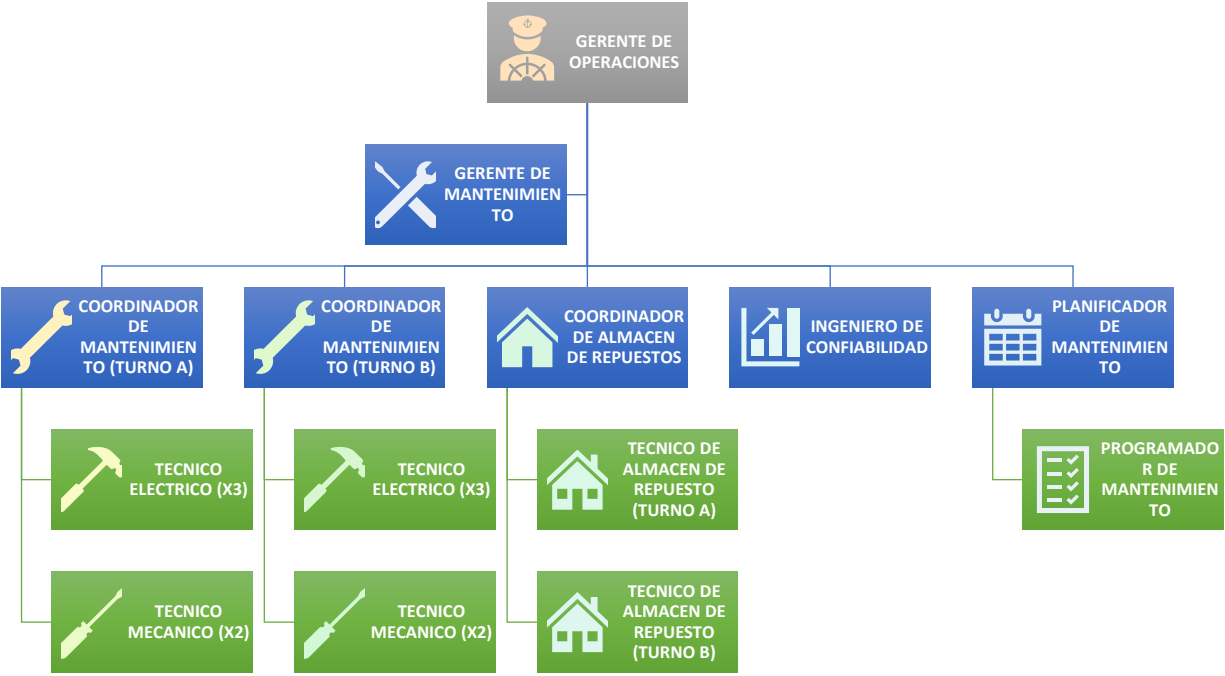 GERENTE DE
OPERACIONES
GERENTE DE
MANTENIMIEN
TO
COORDINADOR
DE
MANTENIMIEN
TO (TURNO A)
COORDINADOR
DE
MANTENIMIEN
TO (TURNO B)
COORDINADOR
DE ALMACEN
DE REPUESTOS
INGENIERO DE
CONFIABILIDAD
PLANIFICADOR
DE
MANTENIMIEN
TO
TECNICO
ELECTRICO (X3)
TECNICO
ELECTRICO (X3)
TECNICO DE
ALMACEN DE
REPUESTO
(TURNO A)
PROGRAMADO
R DE
MANTENIMIEN
TO
TECNICO
MECANICO (X2)
TECNICO
MECANICO (X2)
TECNICO DE
ALMACEN DE
REPUESTO
(TURNO B)